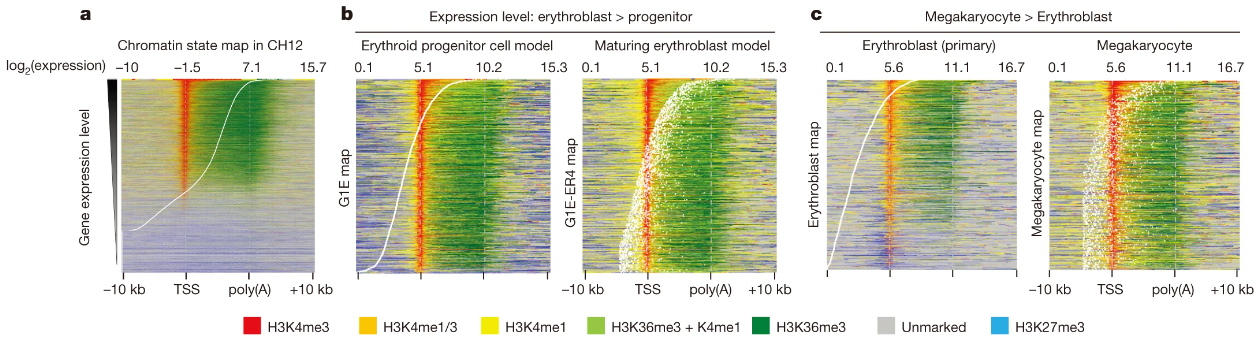 a
Chromatin state map in CH12
log2(expression) −10 −1.5 7.1 15.7
Gene expression level
−10 kb TSS poly(A) +10 kb
b
Expression level: erythroblast > progenitor
Erythroid progenitor cell model
0.1 5.1 10.2 15.3
G1E map
Maturing erythroblast model
0.1 5.1 10.2 15.3
G1E-ER4 map
−10 kb TSS poly(A) +10 kb
c
Megakaryocyte > Erythroblast
Erythroblast (primary)
0.1 5.6 11.1 16.7
Erythroblast map
Megakaryocyte
0.1 5.6 11.1 16.7
Megakaryocyte map
−10 kb TSS poly(A) +10 kb
H3K4me3 H3K4me1/3 H3K4me1 H3K36me3 + K4me1 H3K36me3 Unmarked H3K27me3